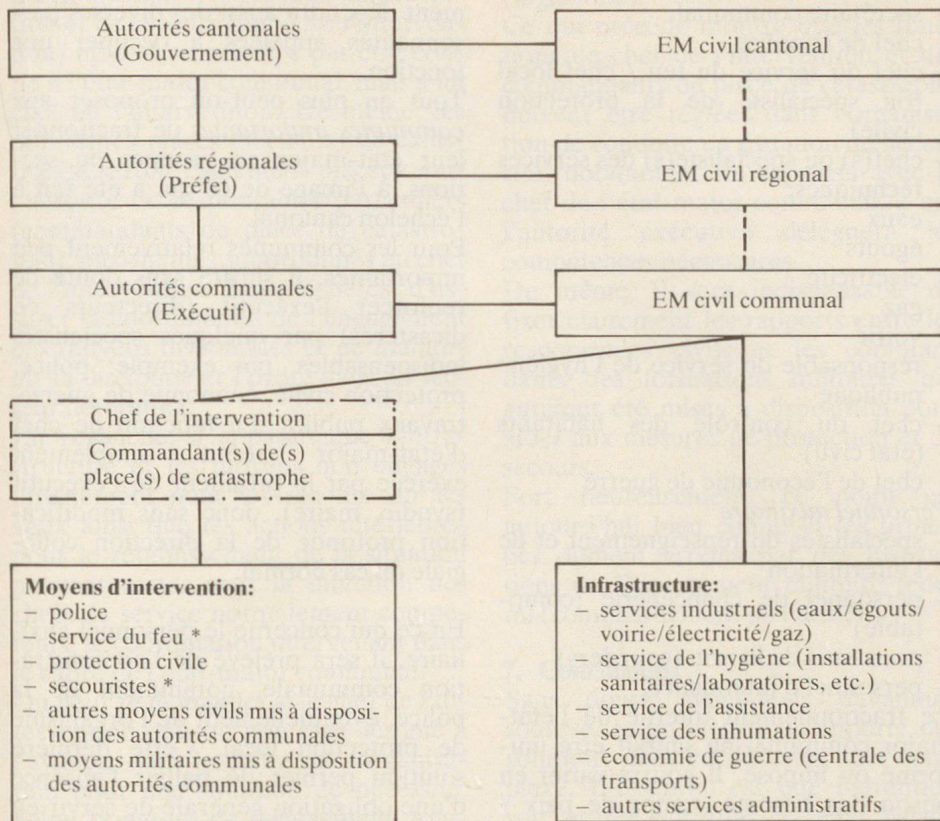 Autorités cantonales
(Gouvernement)
EM civil cantonal
Autorités régionales
(Préfet)
EM civil régional
Autorités communales
(Exécutif)
EM civil communal
Chef de l'intervention
Commandant(s) de(s)
place(s) de catastrophe
Moyens d'intervention:
– police
– service du feu *
– protection civile
– secouristes *
– autres moyens civils mis à disposi-
tion des autorités communales
– moyens militaires mis à disposition
des autorités communales
Infrastructure:
– services industriels (eaux/égouts/
voirie/électricité/gaz)
– service de l'hygiène (installations
sanitaires/laboratoires, etc.)
– service de l'assistance
– service des inhumations
– économie de guerre (centrale des
transports)
– autres services administratifs